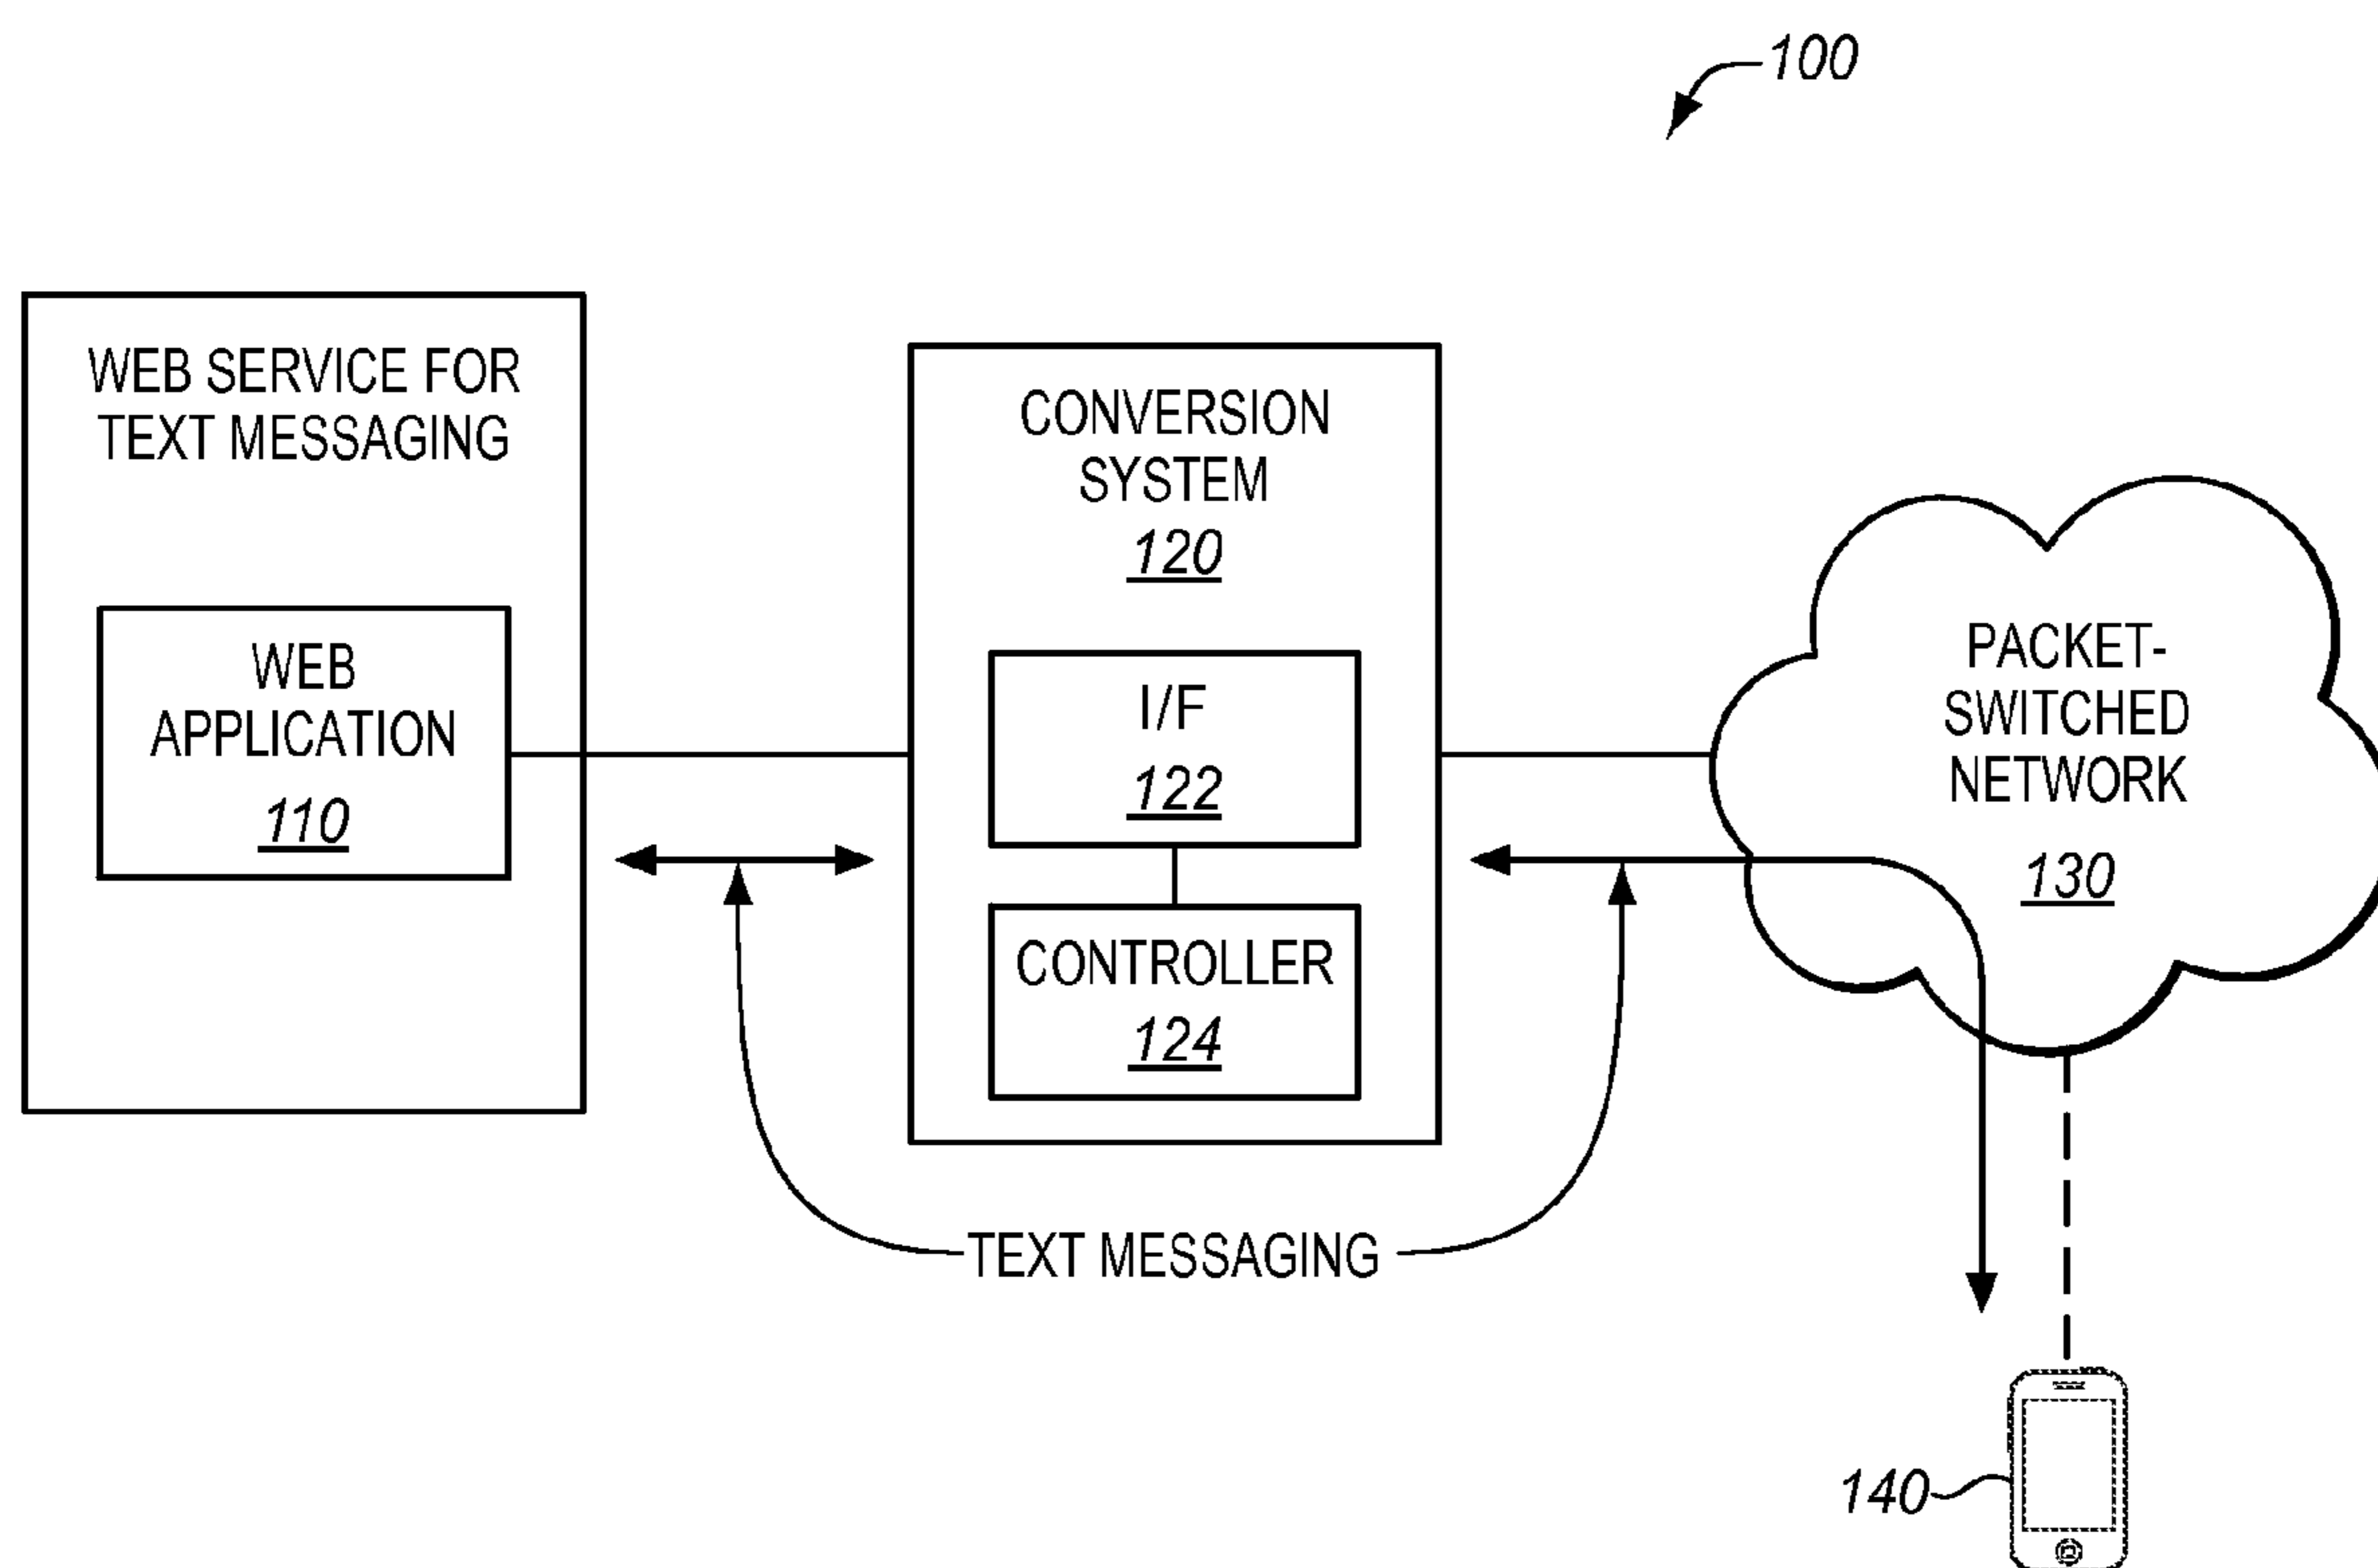 100
WEB SERVICE FOR
TEXT MESSAGING
WEB
APPLICATION
110
CONVERSION
SYSTEM
120
I/F
122
CONTROLLER
124
PACKET-
SWITCHED
NETWORK
130
TEXT MESSAGING
140